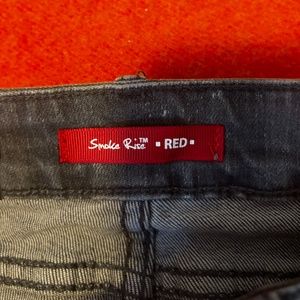 Smoke Rise™ ▪ RED ▪